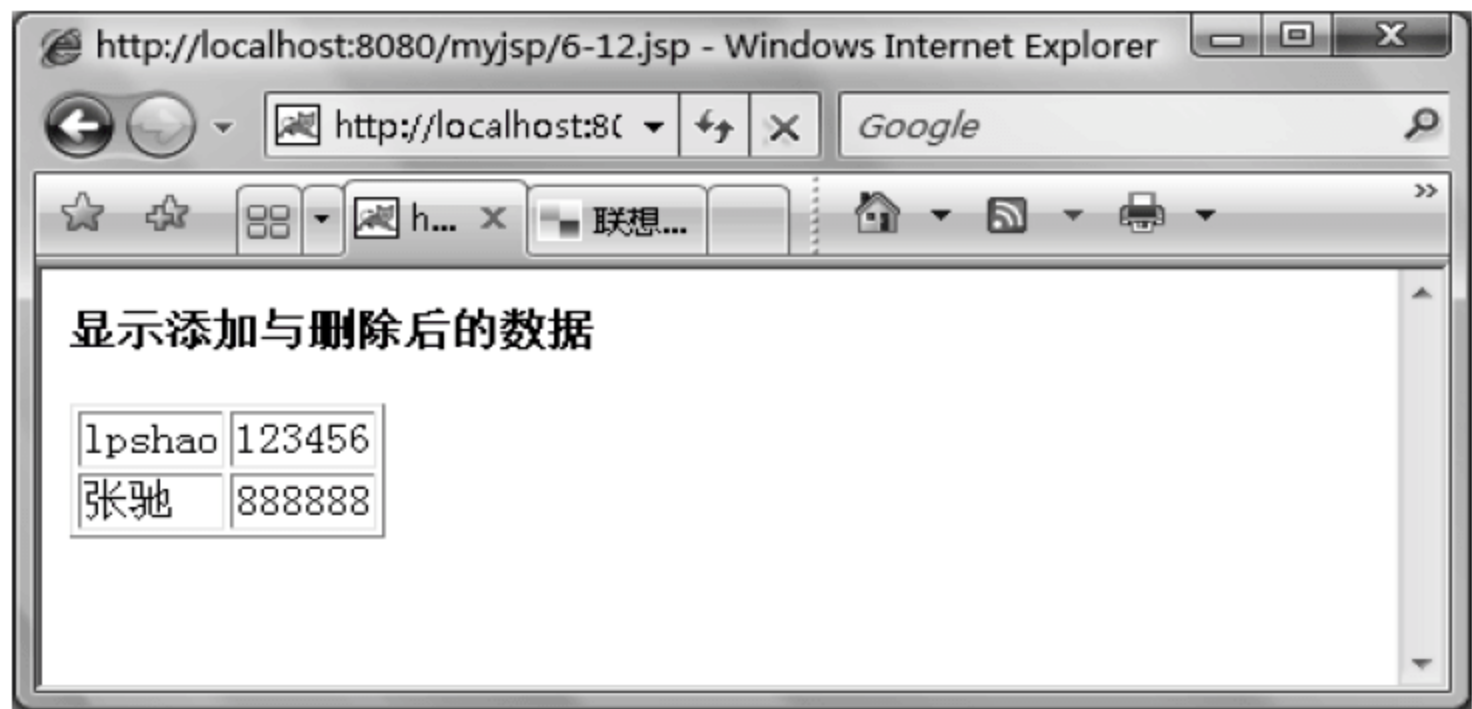 http://localhost:8080/myjsp/6-12.jsp - Windows Internet Explorer
http://localhost:8( Google
h... 联想...
显示添加与删除后的数据
lpshao 123456
张驰 888888